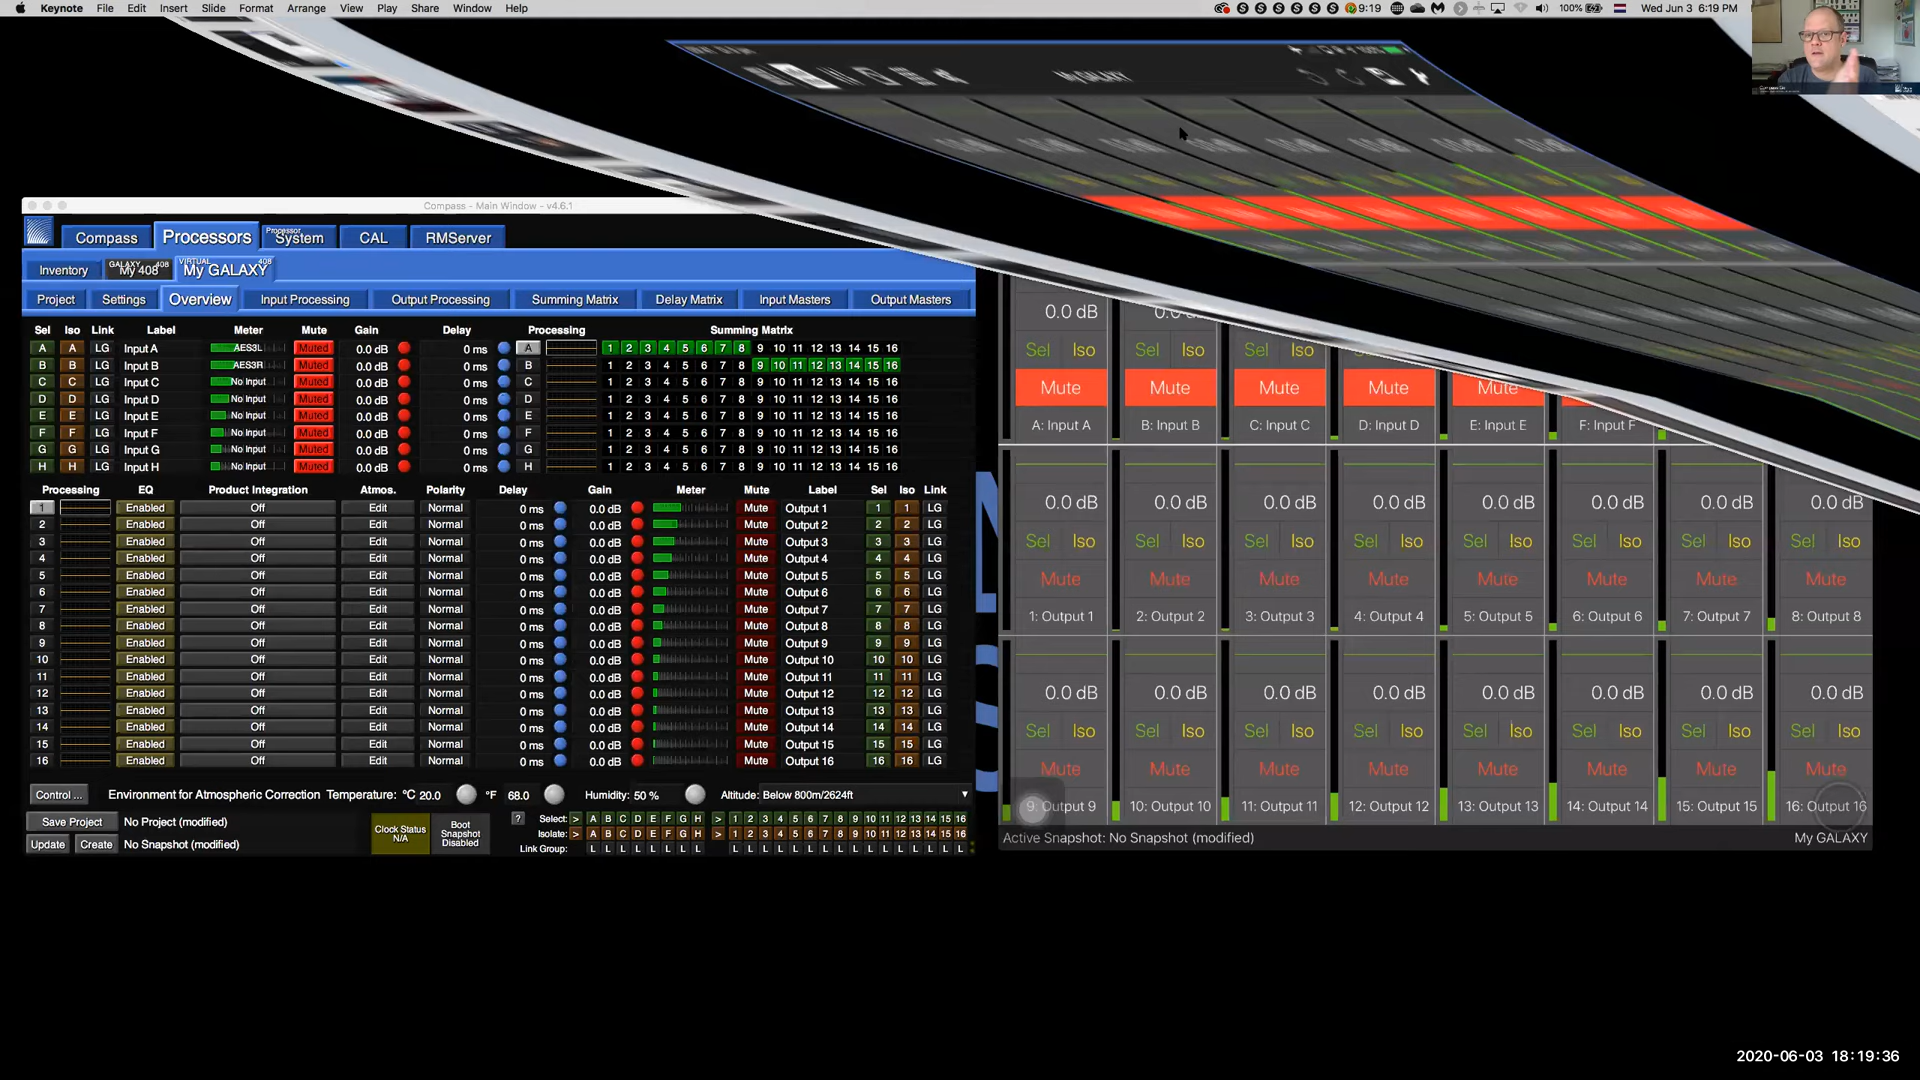 Keynote File Edit Insert Slide Format Arrange View Play Share Window Help 9:19 100% Wed Jun 3 6:19 PM
My GALAXY
Compass - Main Window - v4.6.1
Compass Processors Processor System CAL RMServer
Inventory GALAXY 408 My 408 VIRTUAL 408 My GALAXY
Project Settings Overview Input Processing Output Processing Summing Matrix Delay Matrix Input Masters Output Masters
Sel Iso Link Label Meter Mute Gain Delay Processing Summing Matrix
A A LG Input A AES3L Muted 0.0 dB 0 ms A 1 2 3 4 5 6 7 8 9 10 11 12 13 14 15 16
B B LG Input B AES3R Muted 0.0 dB 0 ms B 1 2 3 4 5 6 7 8 9 10 11 12 13 14 15 16
C C LG Input C No Input Muted 0.0 dB 0 ms C 1 2 3 4 5 6 7 8 9 10 11 12 13 14 15 16
D D LG Input D No Input Muted 0.0 dB 0 ms D 1 2 3 4 5 6 7 8 9 10 11 12 13 14 15 16
E E LG Input E No Input Muted 0.0 dB 0 ms E 1 2 3 4 5 6 7 8 9 10 11 12 13 14 15 16
F F LG Input F No Input Muted 0.0 dB 0 ms F 1 2 3 4 5 6 7 8 9 10 11 12 13 14 15 16
G G LG Input G No Input Muted 0.0 dB 0 ms G 1 2 3 4 5 6 7 8 9 10 11 12 13 14 15 16
H H LG Input H No Input Muted 0.0 dB 0 ms H 1 2 3 4 5 6 7 8 9 10 11 12 13 14 15 16
Processing EQ Product Integration Atmos. Polarity Delay Gain Meter Mute Label Sel Iso Link
1 Enabled Off Edit Normal 0 ms 0.0 dB Mute Output 1 1 1 LG
2 Enabled Off Edit Normal 0 ms 0.0 dB Mute Output 2 2 2 LG
3 Enabled Off Edit Normal 0 ms 0.0 dB Mute Output 3 3 3 LG
4 Enabled Off Edit Normal 0 ms 0.0 dB Mute Output 4 4 4 LG
5 Enabled Off Edit Normal 0 ms 0.0 dB Mute Output 5 5 5 LG
6 Enabled Off Edit Normal 0 ms 0.0 dB Mute Output 6 6 6 LG
7 Enabled Off Edit Normal 0 ms 0.0 dB Mute Output 7 7 7 LG
8 Enabled Off Edit Normal 0 ms 0.0 dB Mute Output 8 8 8 LG
9 Enabled Off Edit Normal 0 ms 0.0 dB Mute Output 9 9 9 LG
10 Enabled Off Edit Normal 0 ms 0.0 dB Mute Output 10 10 10 LG
11 Enabled Off Edit Normal 0 ms 0.0 dB Mute Output 11 11 11 LG
12 Enabled Off Edit Normal 0 ms 0.0 dB Mute Output 12 12 12 LG
13 Enabled Off Edit Normal 0 ms 0.0 dB Mute Output 13 13 13 LG
14 Enabled Off Edit Normal 0 ms 0.0 dB Mute Output 14 14 14 LG
15 Enabled Off Edit Normal 0 ms 0.0 dB Mute Output 15 15 15 LG
16 Enabled Off Edit Normal 0 ms 0.0 dB Mute Output 16 16 16 LG
Control ... Environment for Atmospheric Correction Temperature: °C 20.0 °F 68.0 Humidity: 50 % Altitude: Below 800m/2624ft
Save Project No Project (modified)
Update Create No Snapshot (modified)
Clock Status N/A
Boot Snapshot Disabled
? Select: > A B C D E F G H > 1 2 3 4 5 6 7 8 9 10 11 12 13 14 15 16
Isolate: > A B C D E F G H > 1 2 3 4 5 6 7 8 9 10 11 12 13 14 15 16
Link Group: L L L L L L L L L L L L L L L L L L L L L L L L
0.0 dB 0.0 dB
Sel Iso Sel Iso Sel Iso
Mute Mute Mute Mute Mute
A: Input A B: Input B C: Input C D: Input D E: Input E F: Input F
0.0 dB 0.0 dB 0.0 dB 0.0 dB 0.0 dB 0.0 dB 0.0 dB 0.0 dB
Sel Iso Sel Iso Sel Iso Sel Iso Sel Iso Sel Iso Sel Iso Sel Iso
Mute Mute Mute Mute Mute Mute Mute Mute
1: Output 1 2: Output 2 3: Output 3 4: Output 4 5: Output 5 6: Output 6 7: Output 7 8: Output 8
0.0 dB 0.0 dB 0.0 dB 0.0 dB 0.0 dB 0.0 dB 0.0 dB 0.0 dB
Sel Iso Sel Iso Sel Iso Sel Iso Sel Iso Sel Iso Sel Iso Sel Iso
Mute Mute Mute Mute Mute Mute Mute Mute
9: Output 9 10: Output 10 11: Output 11 12: Output 12 13: Output 13 14: Output 14 15: Output 15 16: Output 16
Active Snapshot: No Snapshot (modified) My GALAXY
2020-06-03 18:19:36